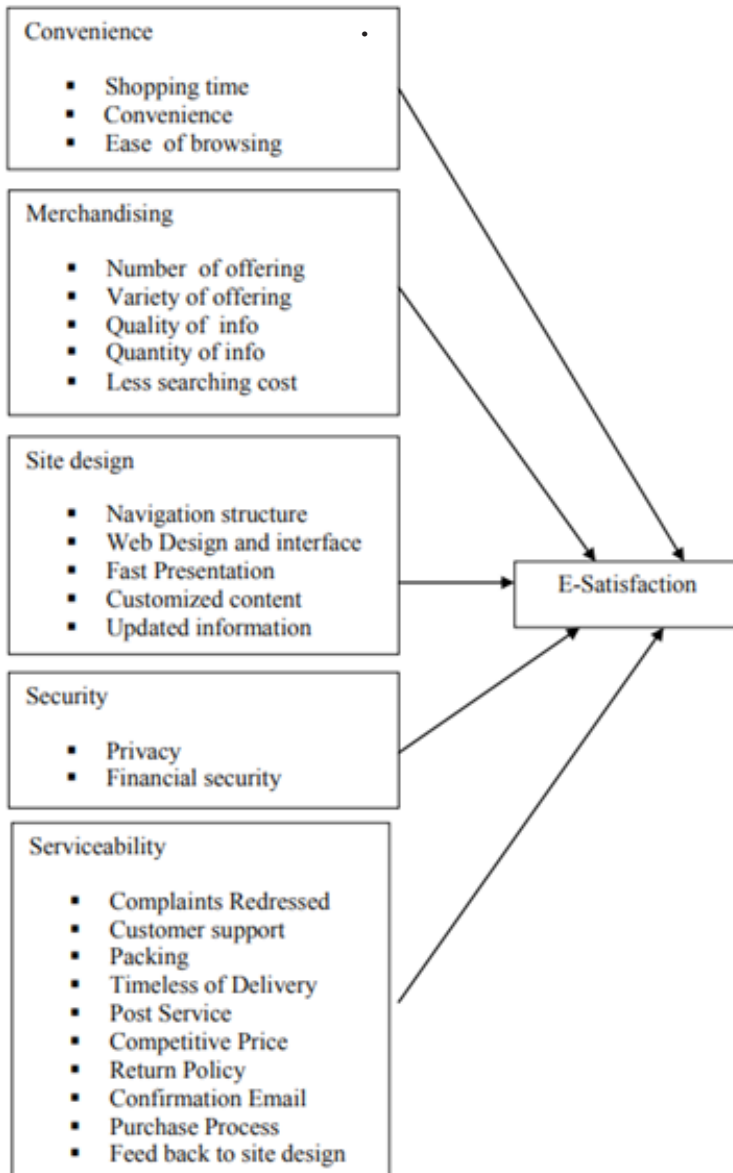 Convenience
Shopping time
Convenience
Ease of browsing
Merchandising
Number of offering
Variety of offering
Quality of info
Quantity of info
Less searching cost
Site design
Navigation structure
Web Design and interface
Fast Presentation
Customized content
Updated information
E-Satisfaction
Security
Privacy
Financial security
Serviceability
Complaints Redressed
Customer support
Packing
Timeless of Delivery
Post Service
Competitive Price
Return Policy
Confirmation Email
Purchase Process
Feed back to site design